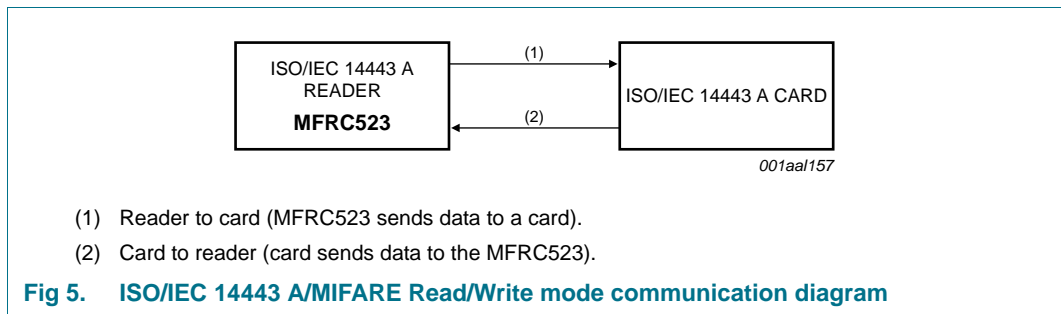 ISO/IEC 14443 A
READER
MFRC523
(1)
(2)
ISO/IEC 14443 A CARD
001aal157
(1) Reader to card (MFRC523 sends data to a card).
(2) Card to reader (card sends data to the MFRC523).
Fig 5. ISO/IEC 14443 A/MIFARE Read/Write mode communication diagram